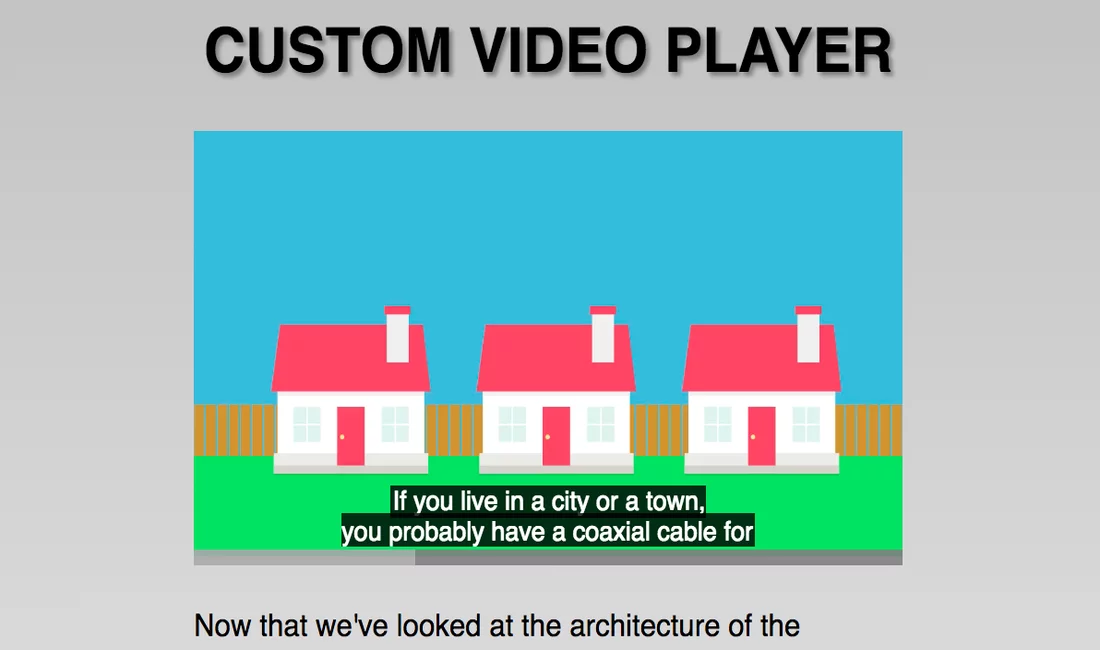 CUSTOM VIDEO PLAYER
If you live in a city or a town,
you probably have a coaxial cable for
Now that we've looked at the architecture of the